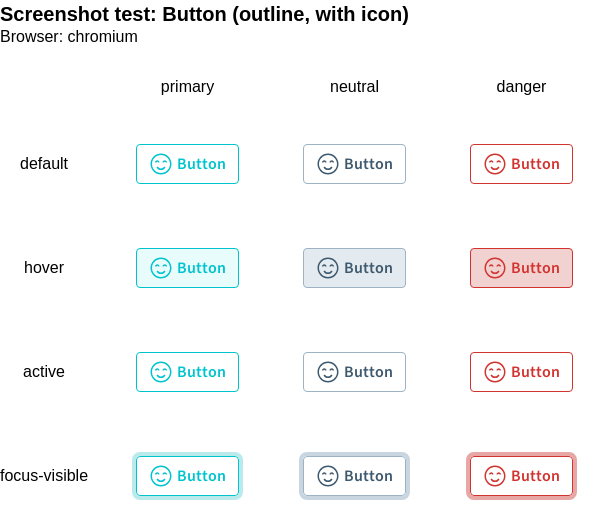 Screenshot test: Button (outline, with icon)
Browser: chromium
primary neutral danger
default Button Button Button
hover Button Button Button
active Button Button Button
focus-visible Button Button Button